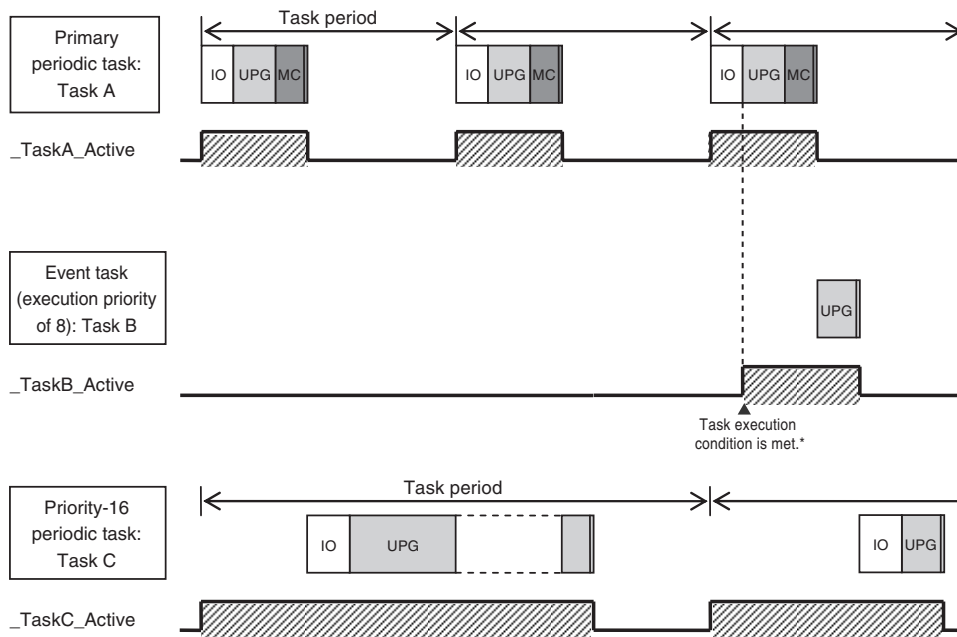 Task period
Primary
periodic task:
Task A
IO UPG MC IO UPG MC IO UPG MC
_TaskA_Active
Event task
(execution priority
of 8): Task B
UPG
_TaskB_Active
Task execution
condition is met.*
Task period
Priority-16
periodic task:
Task C
IO UPG IO UPG
_TaskC_Active